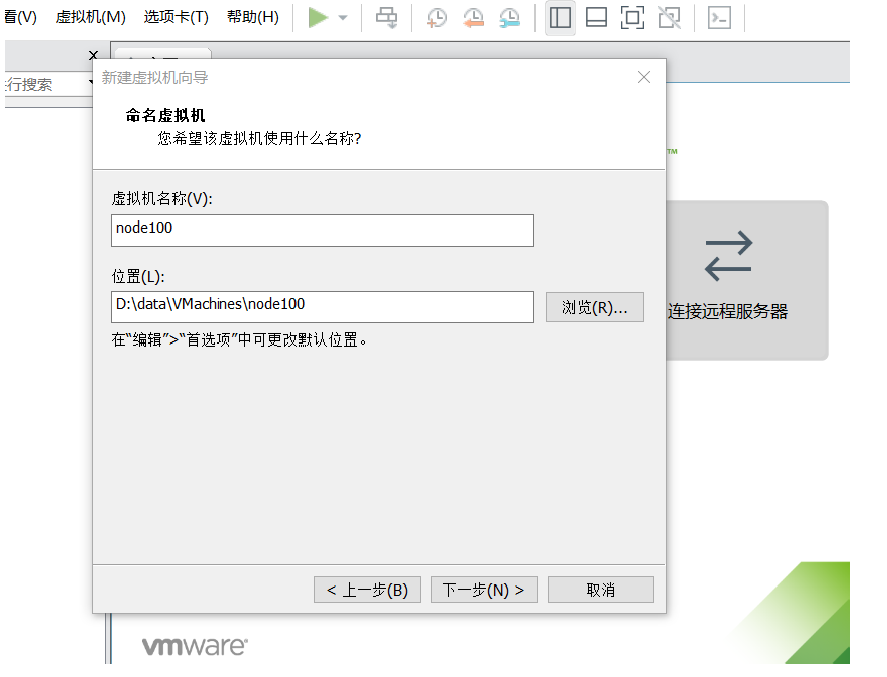 看(V) 虚拟机(M) 选项卡(T) 帮助(H)
行搜索
新建虚拟机向导
命名虚拟机
您希望该虚拟机使用什么名称?
TM
虚拟机名称(V):
node100
位置(L):
D:\data\VMachines\node100
浏览(R)...
连接远程服务器
在“编辑”>“首选项”中可更改默认位置。
< 上一步(B)
下一步(N) >
取消
vmware®